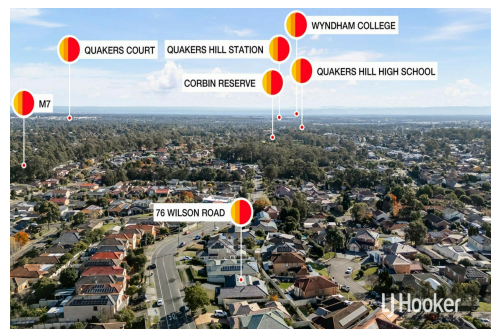 WYNDHAM COLLEGE
QUAKERS COURT
QUAKERS HILL STATION
QUAKERS HILL HIGH SCHOOL
CORBIN RESERVE
M7
76 WILSON ROAD
LJ Hooker